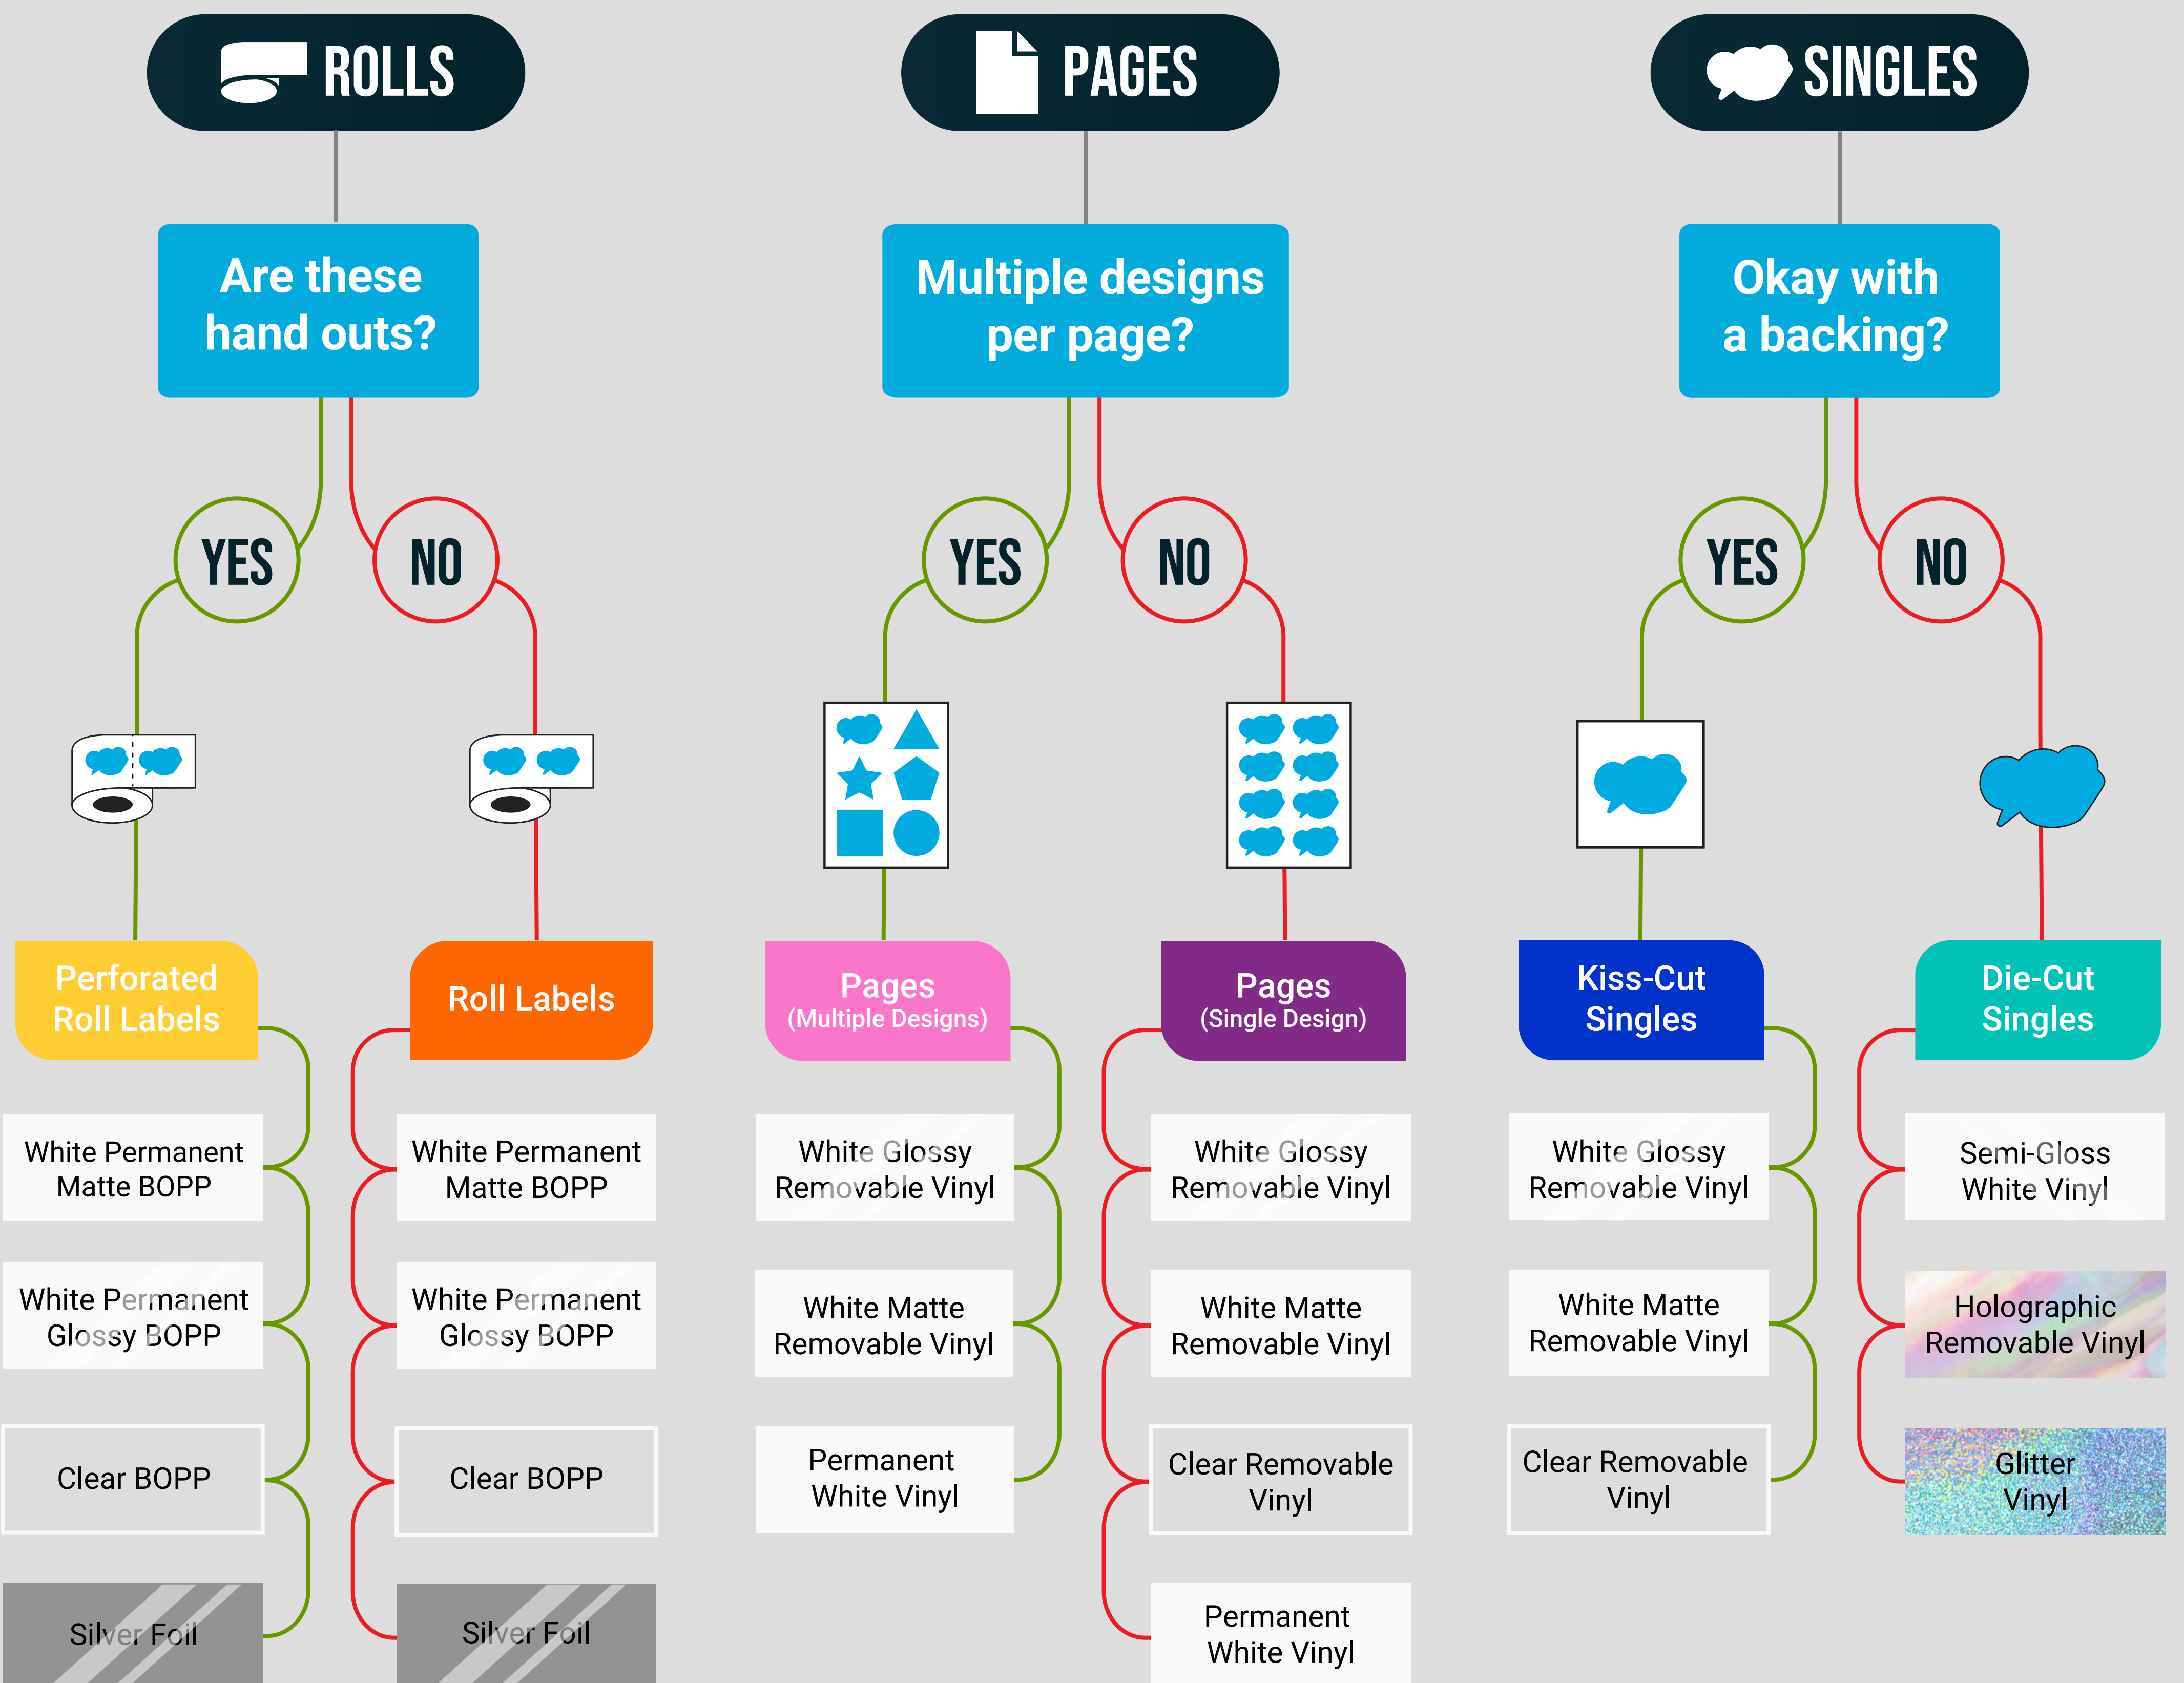 ROLLS
Are these
hand outs?
YES
NO
Perforated
Roll Labels
White Permanent
Matte BOPP
White Permanent
Glossy BOPP
Clear BOPP
Silver Foil
Roll Labels
White Permanent
Matte BOPP
White Permanent
Glossy BOPP
Clear BOPP
Silver Foil
PAGES
Multiple designs
per page?
YES
NO
Pages
(Multiple Designs)
White Glossy
Removable Vinyl
White Matte
Removable Vinyl
Permanent
White Vinyl
Pages
(Single Design)
White Glossy
Removable Vinyl
White Matte
Removable Vinyl
Clear Removable
Vinyl
Permanent
White Vinyl
SINGLES
Okay with
a backing?
YES
NO
Kiss-Cut
Singles
White Glossy
Removable Vinyl
White Matte
Removable Vinyl
Clear Removable
Vinyl
Die-Cut
Singles
Semi-Gloss
White Vinyl
Holographic
Removable Vinyl
Glitter
Vinyl